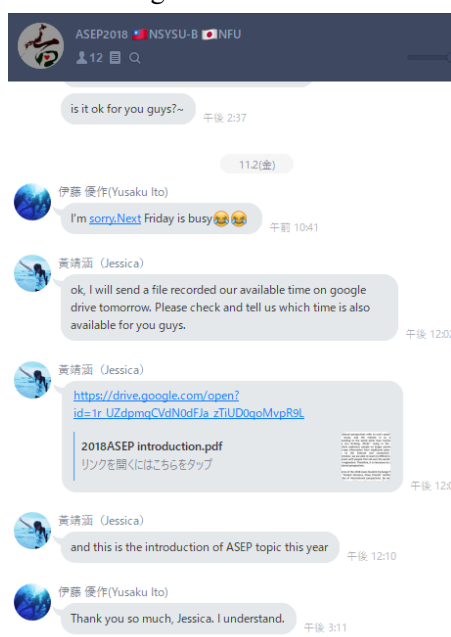 ASEP2018 🇹🇼NSYSU-B 🇯🇵NFU
12
is it ok for you guys?~
午後 2:37
11.2(金)
伊藤 優作(Yusaku Ito)
I'm sorry.Next Friday is busy😂😂
午前 10:41
黃靖涵（Jessica）
ok, I will send a file recorded our available time on google
drive tomorrow. Please check and tell us which time is also
available for you guys.
午後 12:02
黃靖涵（Jessica）
https://drive.google.com/open?
id=1r_UZdpmqCVdN0dFJa_zTiUD0qoMvpR9L
2018ASEP introduction.pdf
リンクを開くにはこちらをタップ
午後 12:0
黃靖涵（Jessica）
and this is the introduction of ASEP topic this year
午後 12:10
伊藤 優作(Yusaku Ito)
Thank you so much, Jessica. I understand.
午後 3:11